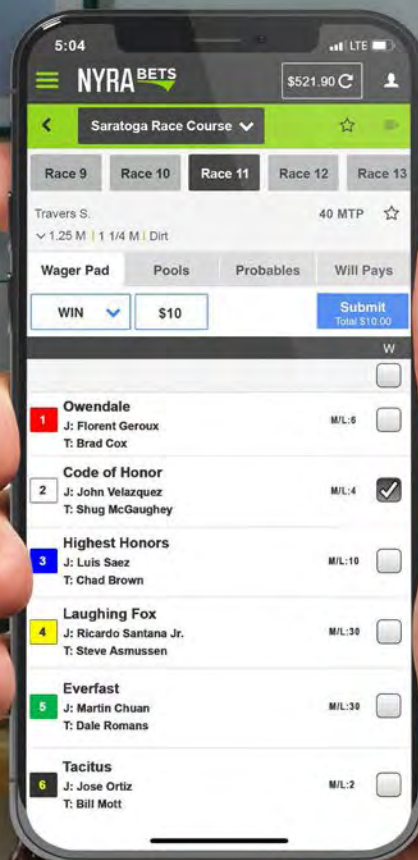 5:04 LTE
NYRA BETS $521.90
Saratoga Race Course
Race 9 Race 10 Race 11 Race 12 Race 13
Travers S. 40 MTP
1.25 M | 1 1/4 M | Dirt
Wager Pad Pools Probables Will Pays
WIN $10 Submit
Total $10.00
W
Owendale
1 J: Florent Geroux M/L:6
T: Brad Cox
Code of Honor
2 J: John Velazquez M/L:4
T: Shug McGaughey
Highest Honors
3 J: Luis Saez M/L:10
T: Chad Brown
Laughing Fox
4 J: Ricardo Santana Jr. M/L:30
T: Steve Asmussen
Everfast
5 J: Martin Chuan M/L:30
T: Dale Romans
Tacitus
6 J: Jose Ortiz M/L:2
T: Bill Mott